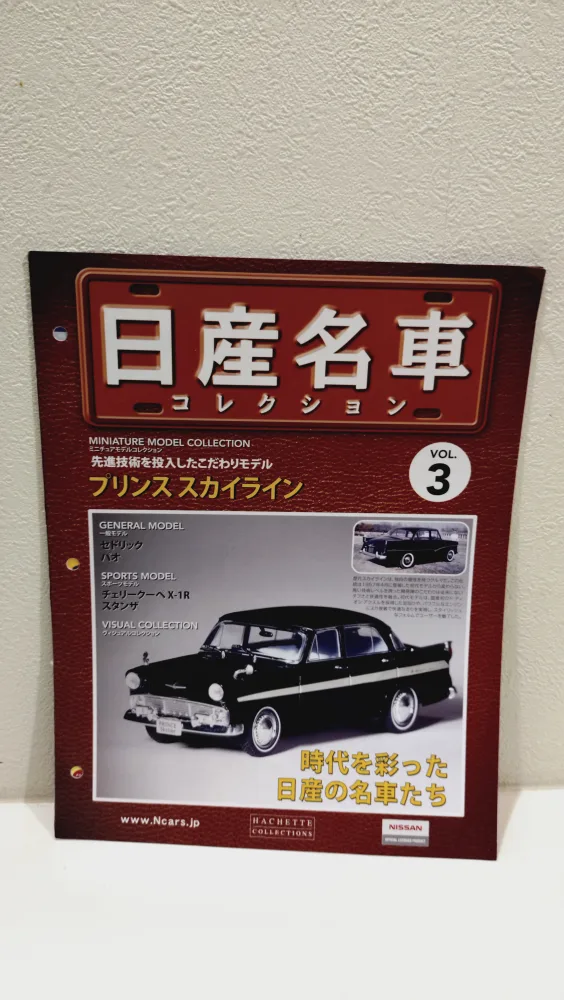 日産名車
コレクション
MINIATURE MODEL COLLECTION
ミニチュアモデルコレクション
先進技術を投入したこだわりモデル
プリンス スカイライン
VOL.
3
GENERAL MODEL
一般モデル
セドリック
パオ
SPORTS MODEL
スポーツモデル
チェリークーペ X-1R
スタンザ
VISUAL COLLECTION
ヴィジュアルコレクション
時代を彩った
日産の名車たち
www.Ncars.jp
HACHETTE
COLLECTIONS
NISSAN